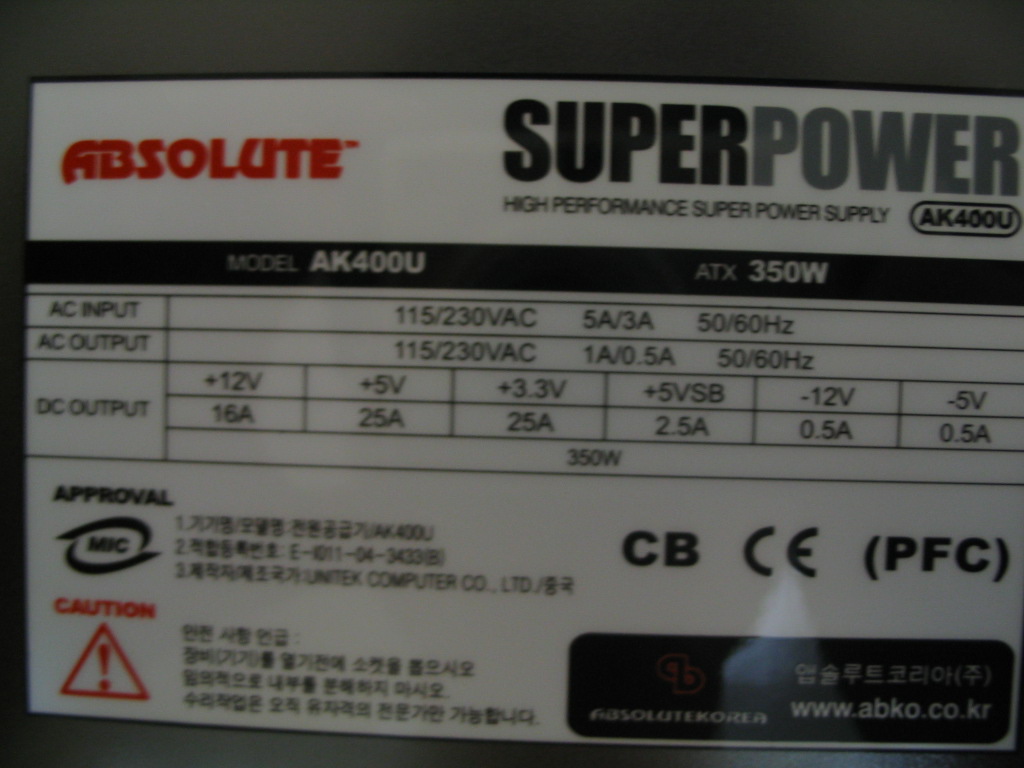 ABSOLUTE™
SUPERPOWER
HIGH PERFORMANCE SUPER POWER SUPPLY AK400U
MODEL AK400U ATX 350W
AC INPUT 115/230VAC 5A/3A 50/60Hz
AC OUTPUT 115/230VAC 1A/0.5A 50/60Hz
DC OUTPUT
+12V +5V +3.3V +5VSB -12V -5V
16A 25A 25A 2.5A 0.5A 0.5A
350W
APPROVAL
MIC
1.기기명/모델명:전원공급기/AK400U
2.적합등록번호: E-I011-04-3433(B)
3.제작자/제조국가:UNITEK COMPUTER CO., LTD./중국
CB CE (PFC)
CAUTION
안전 사항 언급 :
장비(기기)를 열기전에 소켓을 뽑으시오
임의적으로 내부를 분해하지 마시오.
수리작업은 오직 유자격의 전문가만 가능합니다.
ABSOLUTEKOREA
앱솔루트코리아(주)
www.abko.co.kr